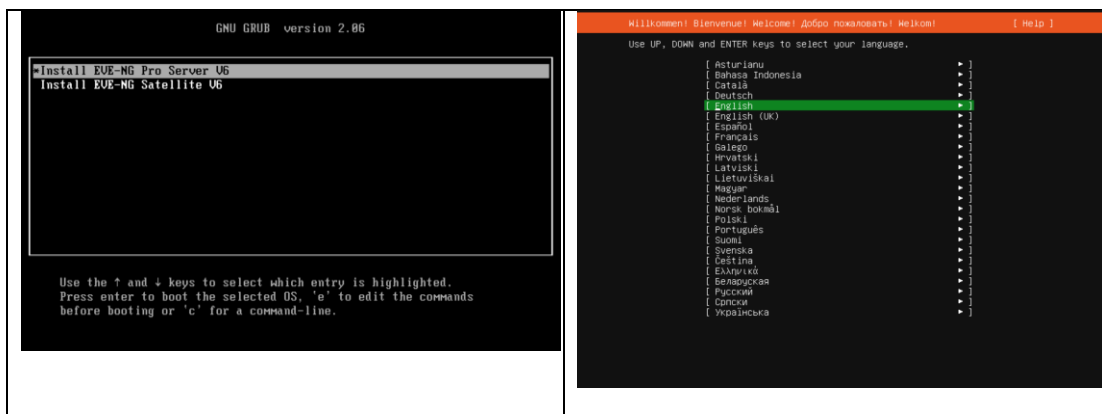 GNU GRUB version 2.06
*Install EVE-NG Pro Server V6
Install EVE-NG Satellite V6
Use the ↑ and ↓ keys to select which entry is highlighted.
Press enter to boot the selected OS, 'e' to edit the commands
before booting or 'c' for a command-line.
Willkommen! Bienvenue! Welcome! Добро пожаловать! Welkom! [ Help ]
Use UP, DOWN and ENTER keys to select your language.
[ Asturianu ► ]
[ Bahasa Indonesia ► ]
[ Català ► ]
[ Deutsch ► ]
[ English ► ]
[ English (UK) ► ]
[ Español ► ]
[ Français ► ]
[ Galego ► ]
[ Hrvatski ► ]
[ Latviski ► ]
[ Lietuviškai ► ]
[ Magyar ► ]
[ Nederlands ► ]
[ Norsk bokmål ► ]
[ Polski ► ]
[ Português ► ]
[ Suomi ► ]
[ Svenska ► ]
[ Čeština ► ]
[ Ελληνικά ► ]
[ Беларуская ► ]
[ Русский ► ]
[ Српски ► ]
[ Українська ► ]